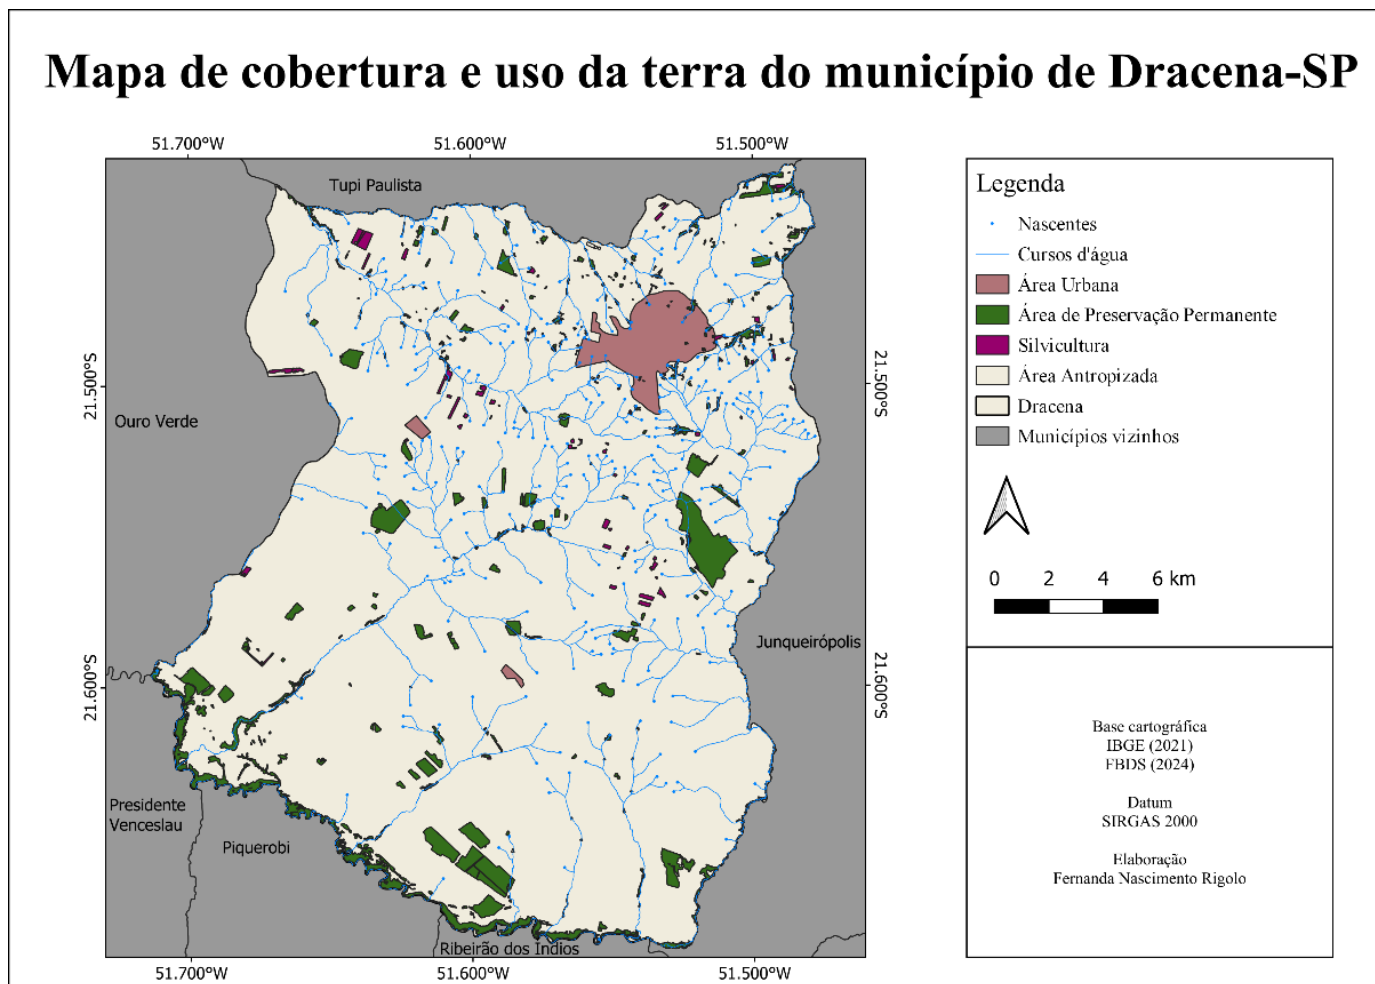 Mapa de cobertura e uso da terra do município de Dracena-SP
51.700°W
51.600°W
51.500°W
Tupi Paulista
21.500°S
21.500°S
Ouro Verde
Junqueirópolis
21.600°S
21.600°S
Presidente
Venceslau
Piquerobi
Ribeirão dos Índios
51.700°W
51.600°W
51.500°W
Legenda
Nascentes
Cursos d'água
Área Urbana
Área de Preservação Permanente
Silvicultura
Área Antropizada
Dracena
Municípios vizinhos
0 2 4 6 km
Base cartográfica
IBGE (2021)
FBDS (2024)
Datum
SIRGAS 2000
Elaboração
Fernanda Nascimento Rigolo